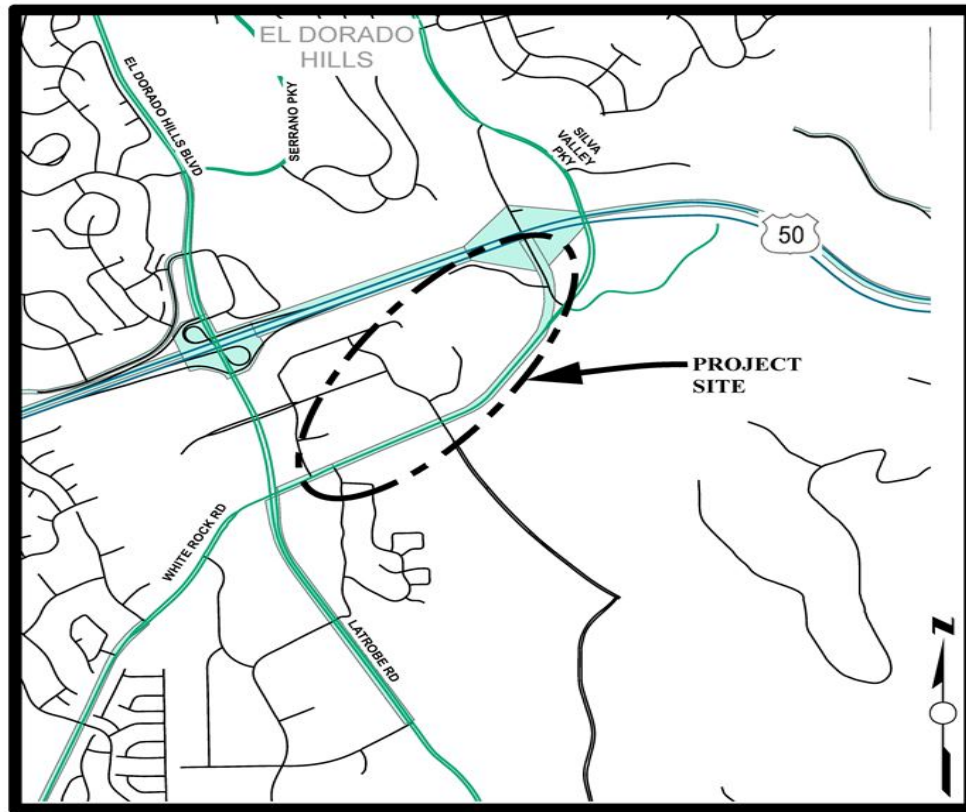 EL DORADO
HILLS
EL DORADO HILLS BLVD
SERRANO PKY
SILVA
VALLEY
PKY
50
PROJECT
SITE
WHITE ROCK RD
LATROBE RD
N